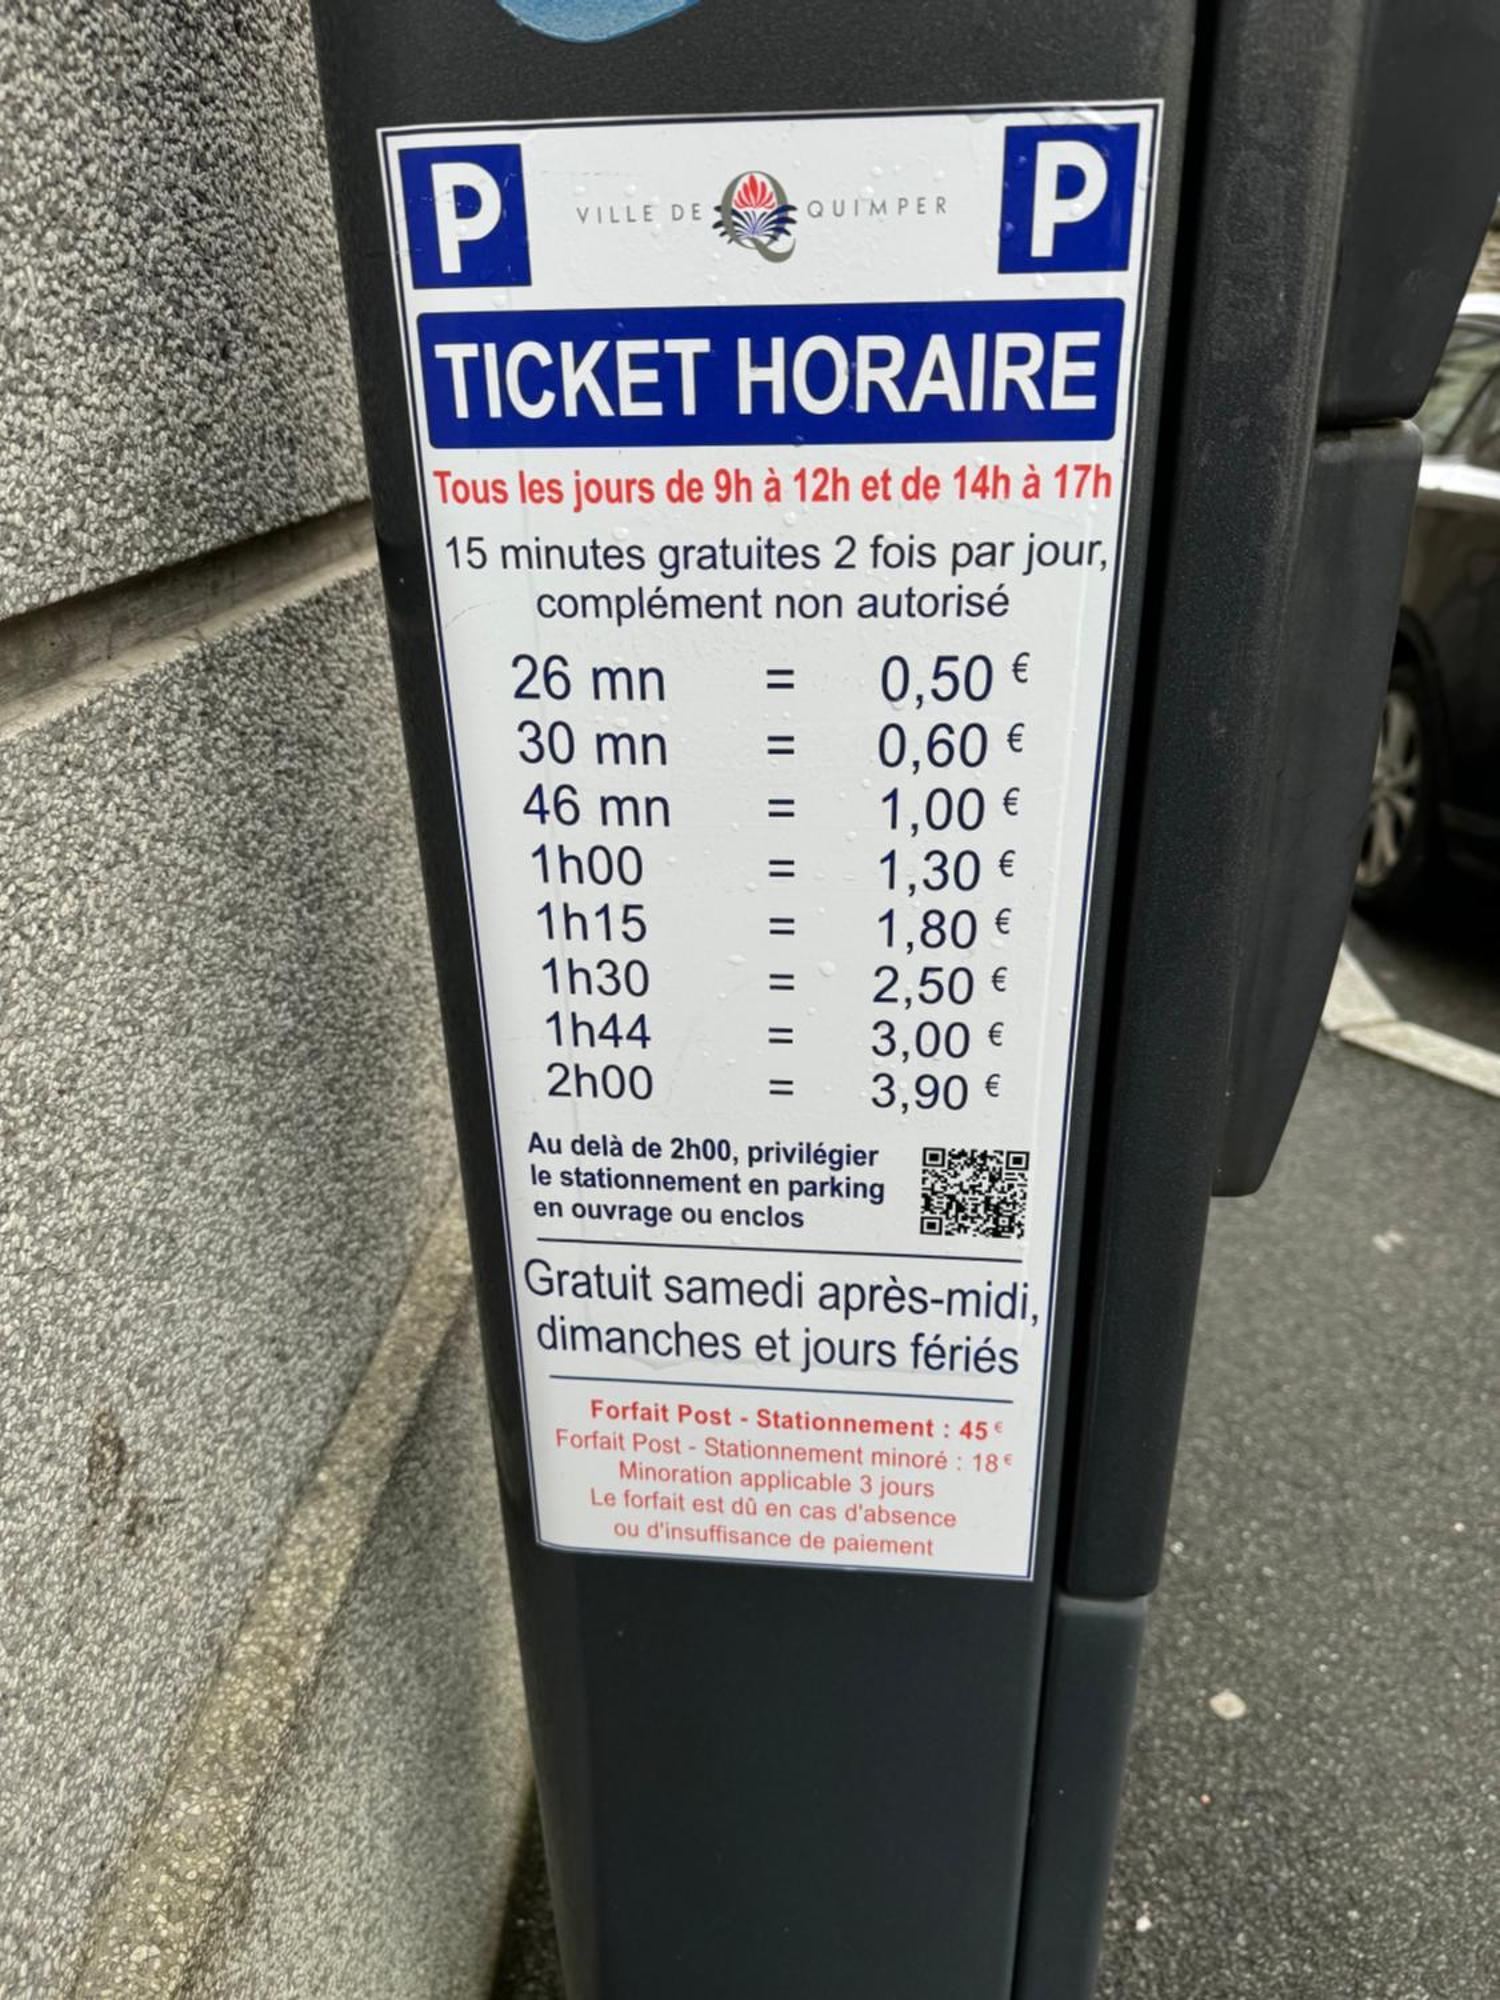 P VILLE DE QUIMPER P
TICKET HORAIRE
Tous les jours de 9h à 12h et de 14h à 17h
15 minutes gratuites 2 fois par jour,
complément non autorisé
26 mn = 0,50 €
30 mn = 0,60 €
46 mn = 1,00 €
1h00 = 1,30 €
1h15 = 1,80 €
1h30 = 2,50 €
1h44 = 3,00 €
2h00 = 3,90 €
Au delà de 2h00, privilégier
le stationnement en parking
en ouvrage ou enclos
Gratuit samedi après-midi,
dimanches et jours fériés
Forfait Post - Stationnement : 45 €
Forfait Post - Stationnement minoré : 18 €
Minoration applicable 3 jours
Le forfait est dû en cas d'absence
ou d'insuffisance de paiement